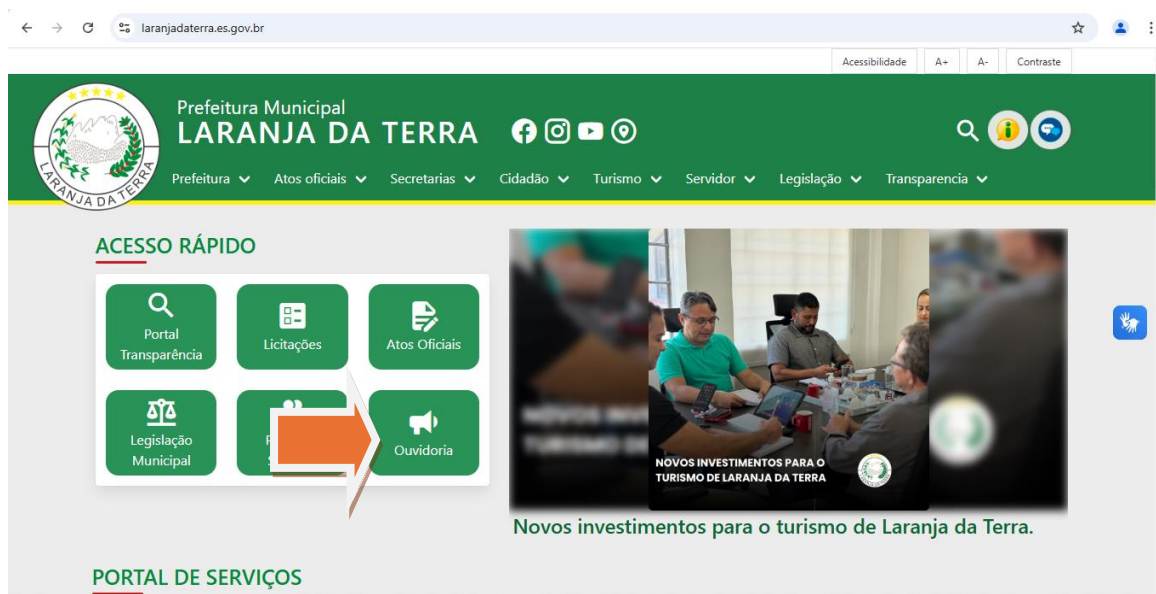 laranjadaterra.es.gov.br
Acessibilidade A+ A- Contraste
Prefeitura Municipal
LARANJA DA TERRA
LARANJA DA TERRA
Prefeitura Atos oficiais Secretarias Cidadão Turismo Servidor Legislação Transparencia
ACESSO RÁPIDO
Portal
Transparência
Licitações
Atos Oficiais
Legislação
Municipal
Ouvidoria
NOVOS INVESTIMENTOS PARA O
TURISMO DE LARANJA DA TERRA
Novos investimentos para o turismo de Laranja da Terra.
PORTAL DE SERVIÇOS